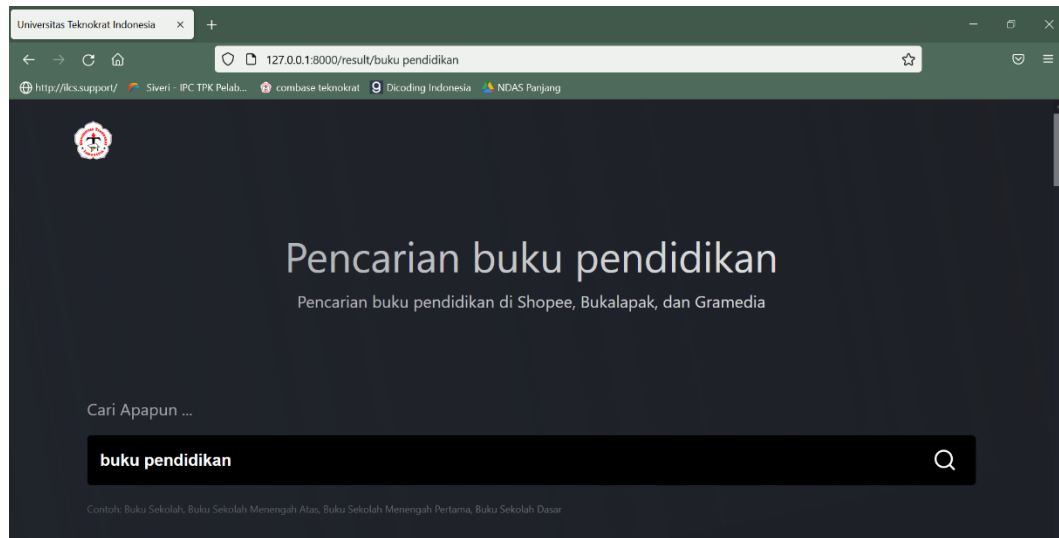 Universitas Teknokrat Indonesia
127.0.0.1:8000/result/buku pendidikan
http://ilcs.support/ Siveri - IPC TPK Pelab... combase teknokrat Dicoding Indonesia NDAS Panjang
Pencarian buku pendidikan
Pencarian buku pendidikan di Shopee, Bukalapak, dan Gramedia
Cari Apapun ...
buku pendidikan
Contoh: Buku Sekolah, Buku Sekolah Menengah Atas, Buku Sekolah Menengah Pertama, Buku Sekolah Dasar